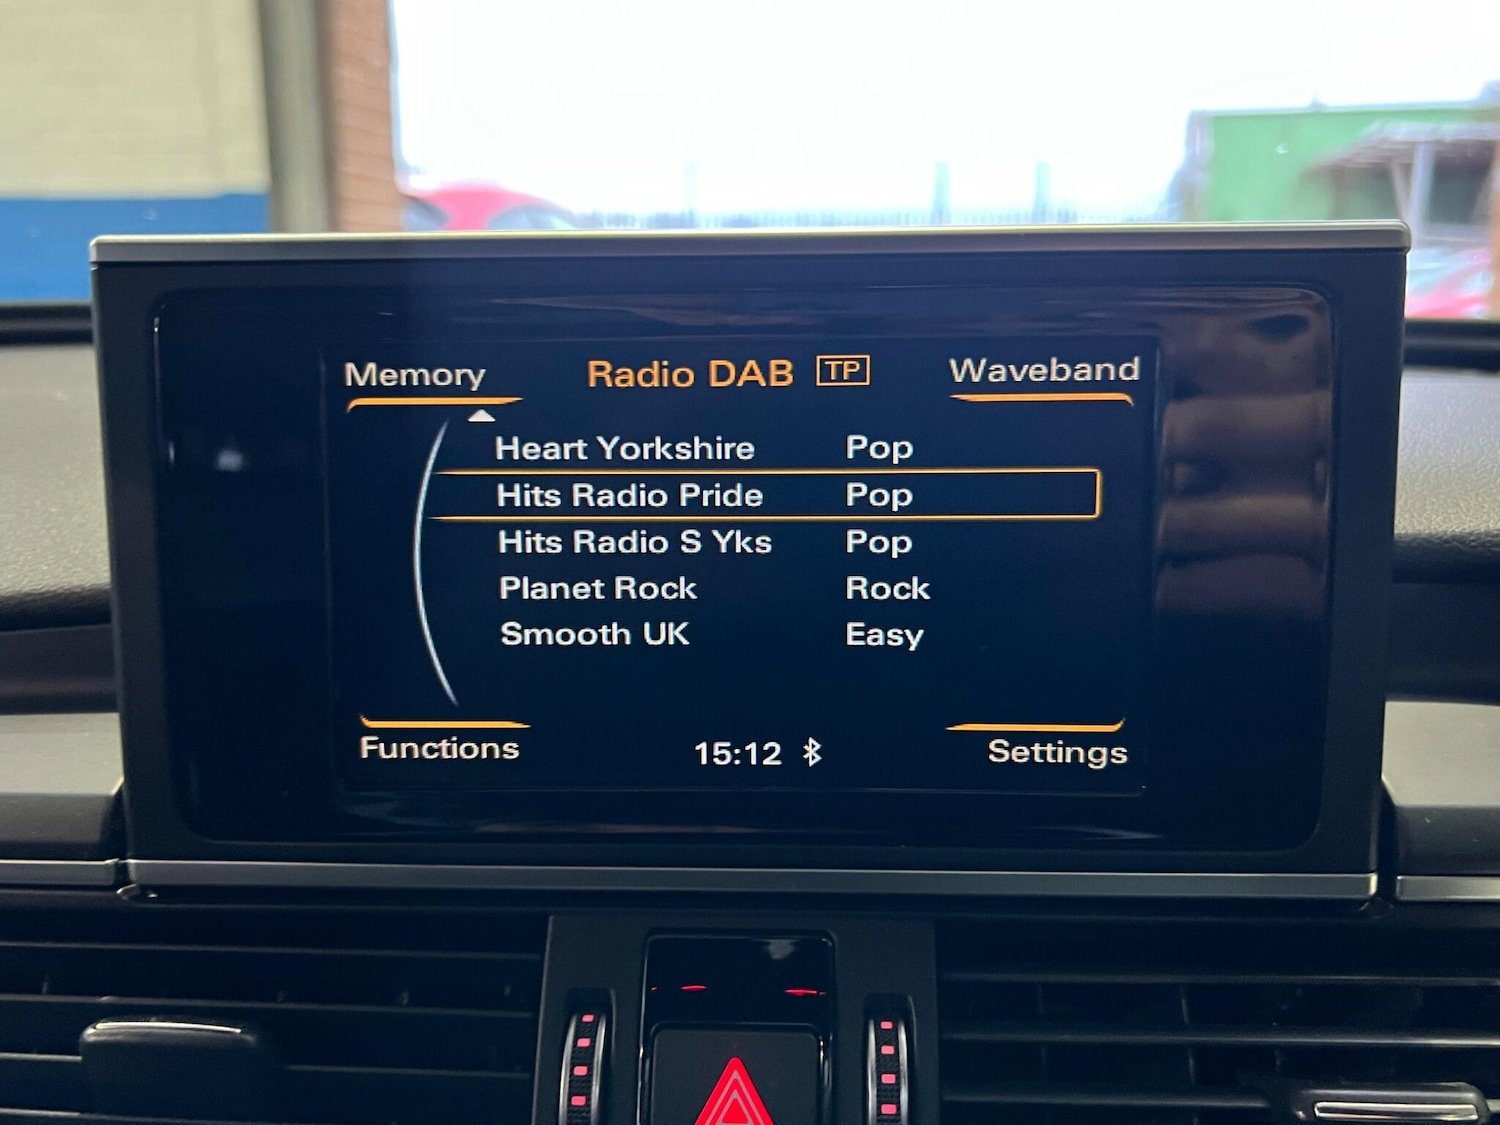 Memory Radio DAB TP Waveband
Heart Yorkshire Pop
Hits Radio Pride Pop
Hits Radio S Yks Pop
Planet Rock Rock
Smooth UK Easy
Functions 15:12 Settings